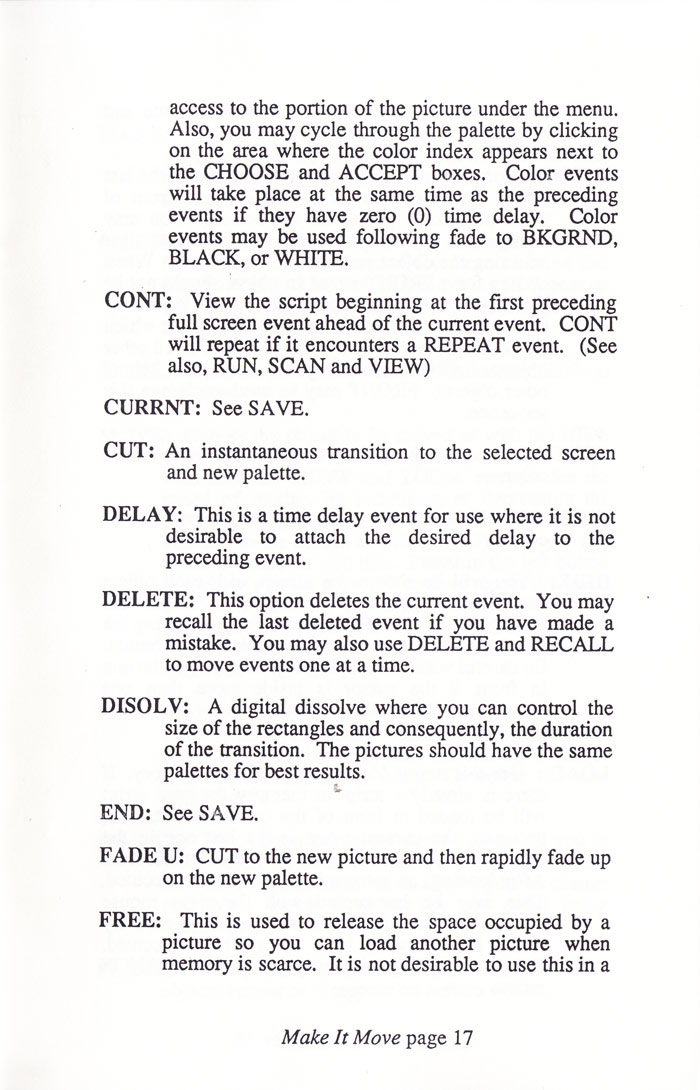 access to the portion of the picture under the menu.
Also, you may cycle through the palette by clicking
on the area where the color index appears next to
the CHOOSE and ACCEPT boxes. Color events
will take place at the same time as the preceding
events if they have zero (0) time delay. Color
events may be used following fade to BKGRND,
BLACK, or WHITE.
CONT: View the script beginning at the first preceding
full screen event ahead of the current event. CONT
will repeat if it encounters a REPEAT event. (See
also, RUN, SCAN and VIEW)
CURRNT: See SAVE.
CUT: An instantaneous transition to the selected screen
and new palette.
DELAY: This is a time delay event for use where it is not
desirable to attach the desired delay to the
preceding event.
DELETE: This option deletes the current event. You may
recall the last deleted event if you have made a
mistake. You may also use DELETE and RECALL
to move events one at a time.
DISOLV: A digital dissolve where you can control the
size of the rectangles and consequently, the duration
of the transition. The pictures should have the same
palettes for best results.
END: See SAVE.
FADE U: CUT to the new picture and then rapidly fade up
on the new palette.
FREE: This is used to release the space occupied by a
picture so you can load another picture when
memory is scarce. It is not desirable to use this in a
Make It Move page 17